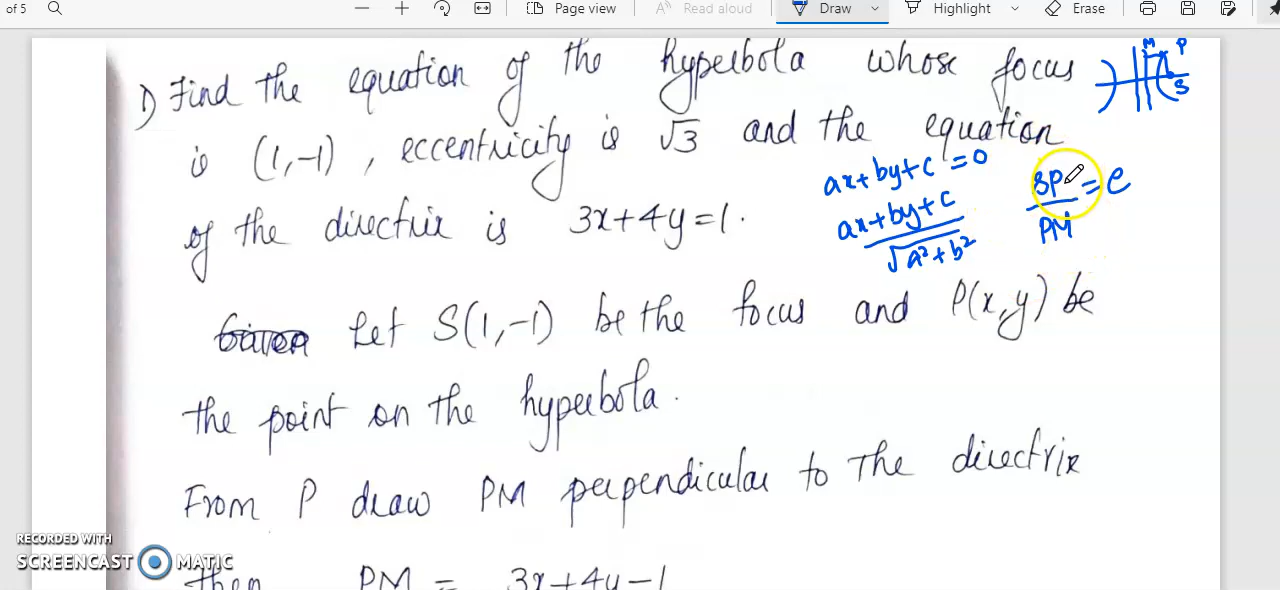 of 5 Page view Read aloud Draw Highlight Erase
1) Find the equation of the hyperbola whose focus
is (1,-1), eccentricity is √3 and the equation
of the directrix is 3x+4y=1.
M P
S
ax+by+c=0
ax+by+c
√a²+b²
SP = e
PM
Let S(1,-1) be the focus and P(x,y) be
the point on the hyperbola.
From P draw PM perpendicular to the directrix
then PM = 3x+4y-1
RECORDED WITH
SCREENCAST MATIC